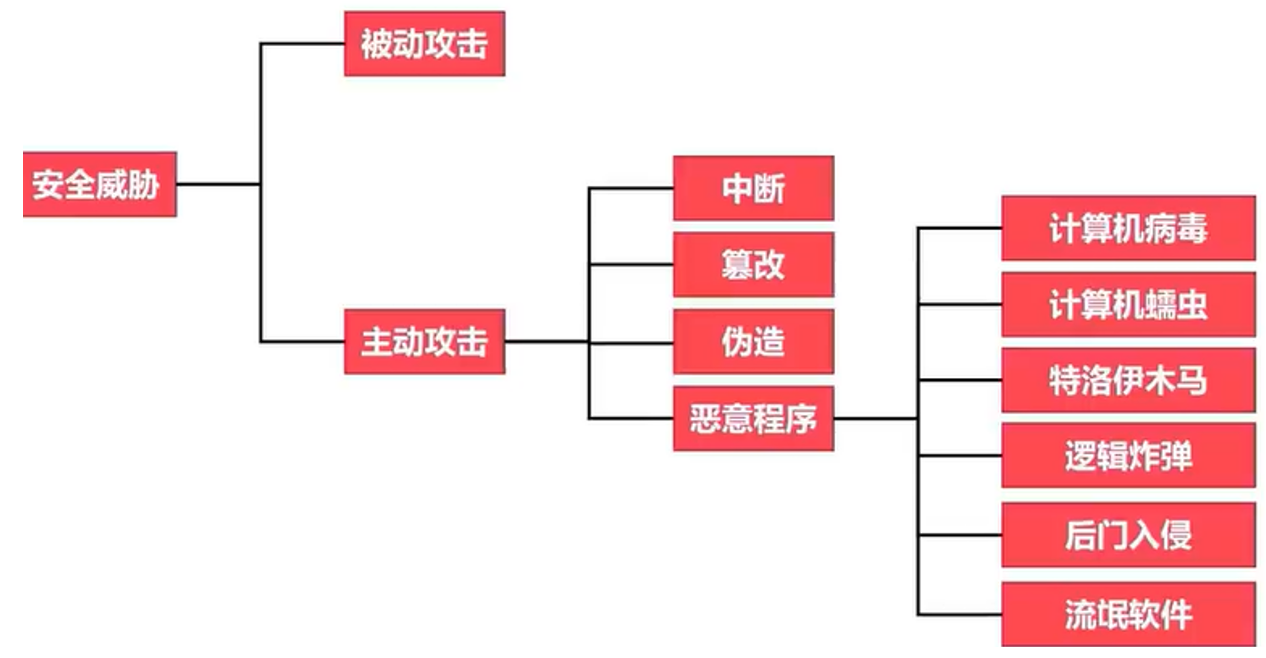 被动攻击
安全威胁
主动攻击
中断
篡改
伪造
恶意程序
计算机病毒
计算机蠕虫
特洛伊木马
逻辑炸弹
后门入侵
流氓软件